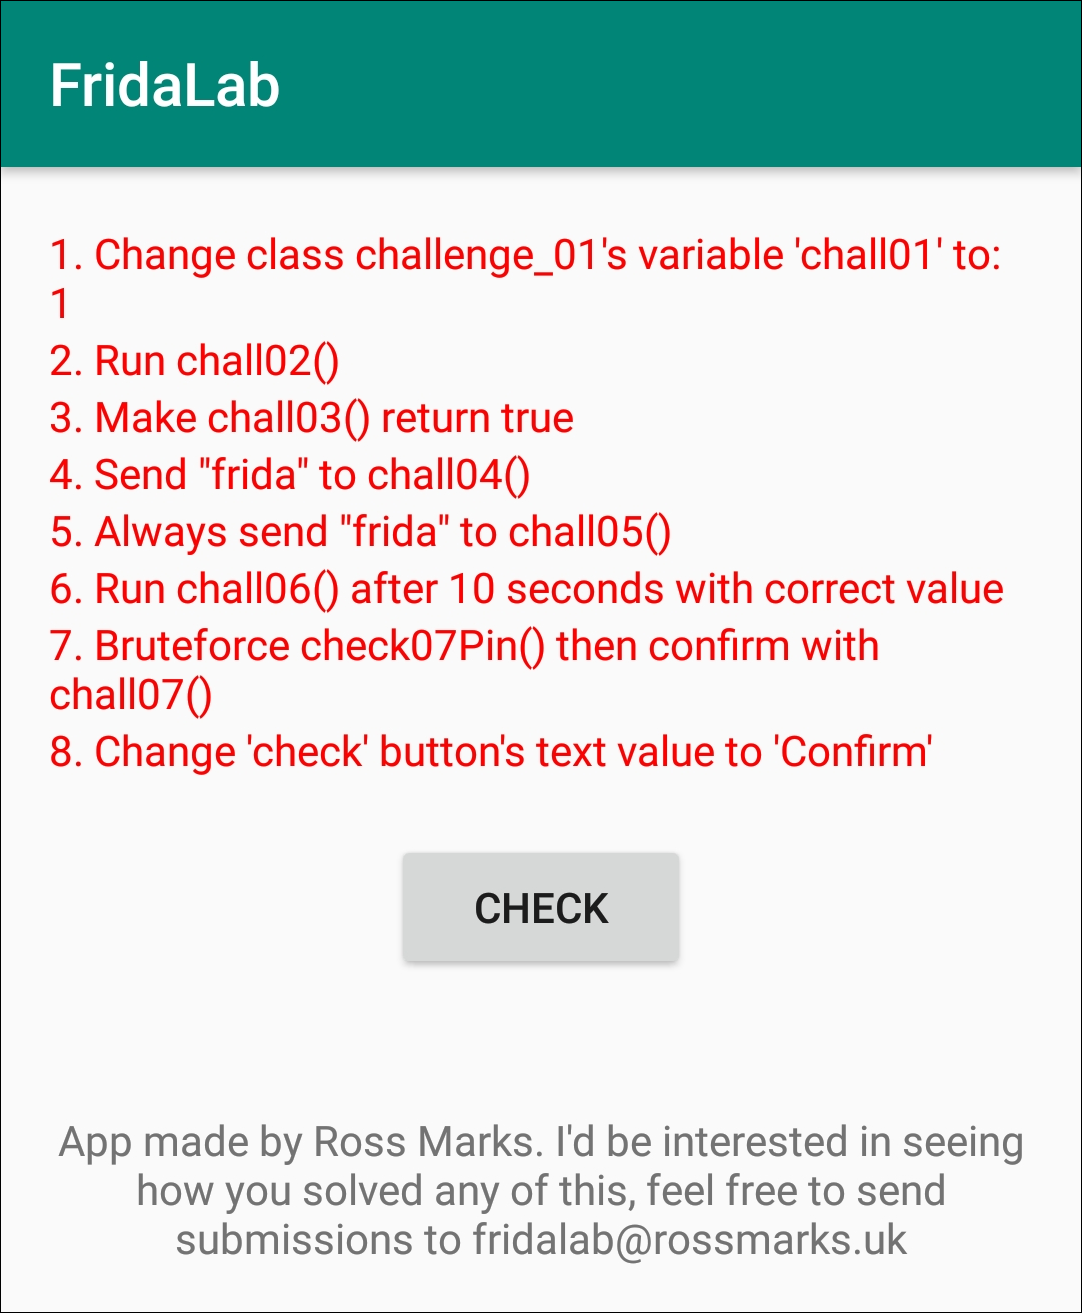 FridaLab
1. Change class challenge_01's variable 'chall01' to:
1
2. Run chall02()
3. Make chall03() return true
4. Send "frida" to chall04()
5. Always send "frida" to chall05()
6. Run chall06() after 10 seconds with correct value
7. Bruteforce check07Pin() then confirm with
chall07()
8. Change 'check' button's text value to 'Confirm'
CHECK
App made by Ross Marks. I'd be interested in seeing
how you solved any of this, feel free to send
submissions to fridalab@rossmarks.uk